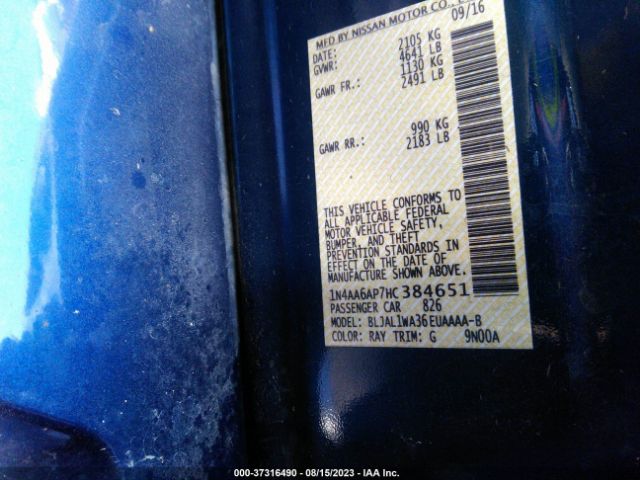 MFD BY NISSAN MOTOR CO.,
DATE: 09/16
GVWR: 2105 KG
4641 LB
GAWR FR.: 1130 KG
2491 LB
GAWR RR.: 990 KG
2183 LB
THIS VEHICLE CONFORMS TO
ALL APPLICABLE FEDERAL
MOTOR VEHICLE SAFETY,
BUMPER, AND THEFT
PREVENTION STANDARDS IN
EFFECT ON THE DATE OF
MANUFACTURE SHOWN ABOVE.
1N4AA6AP7HC384651
PASSENGER CAR 826
MODEL: BLJAL1WA36EUAAAA-B
COLOR: RAY TRIM: G 9N00A
000-37316490 - 08/15/2023 - IAA Inc.